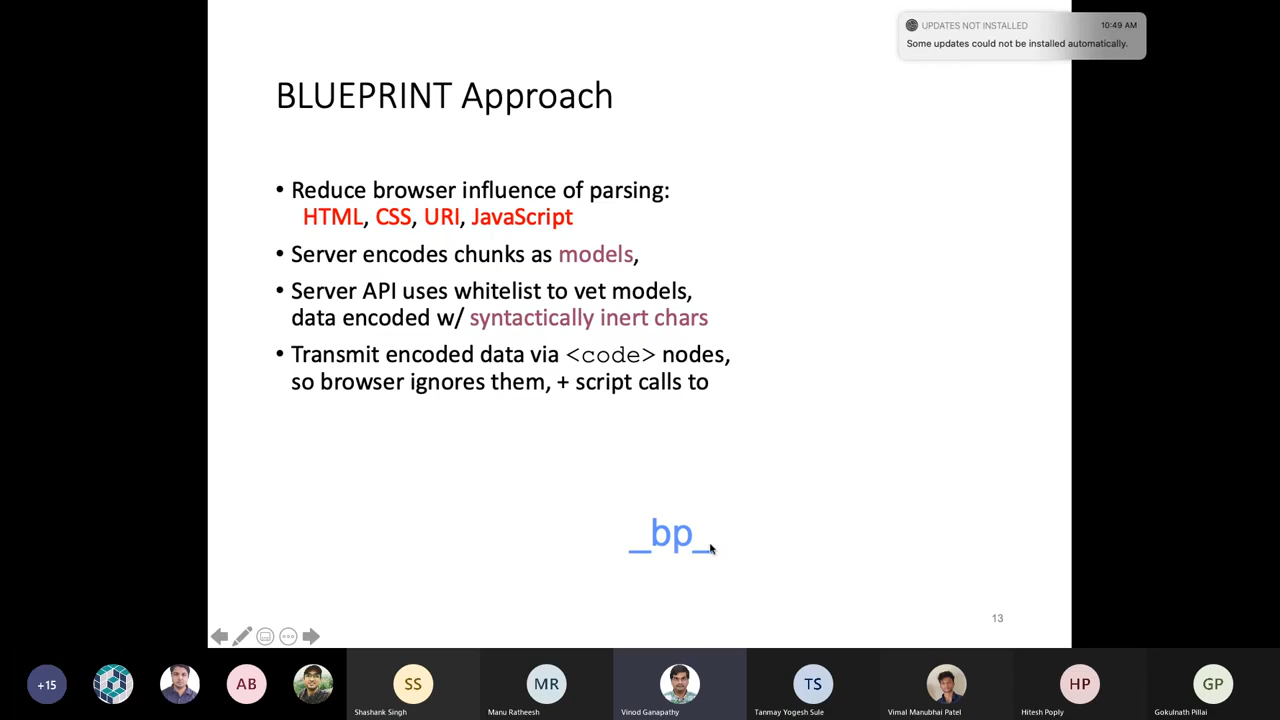 UPDATES NOT INSTALLED 10:49 AM
Some updates could not be installed automatically.
BLUEPRINT Approach
• Reduce browser influence of parsing:
HTML, CSS, URI, JavaScript
• Server encodes chunks as models,
• Server API uses whitelist to vet models,
data encoded w/ syntactically inert chars
• Transmit encoded data via <code> nodes,
so browser ignores them, + script calls to
_bp_
13
+15 AB SS MR TS HP GP
Shashank Singh Manu Ratheesh Vinod Ganapathy Tanmay Yogesh Sule Vimal Manubhai Patel Hitesh Poply Gokulnath Pillai